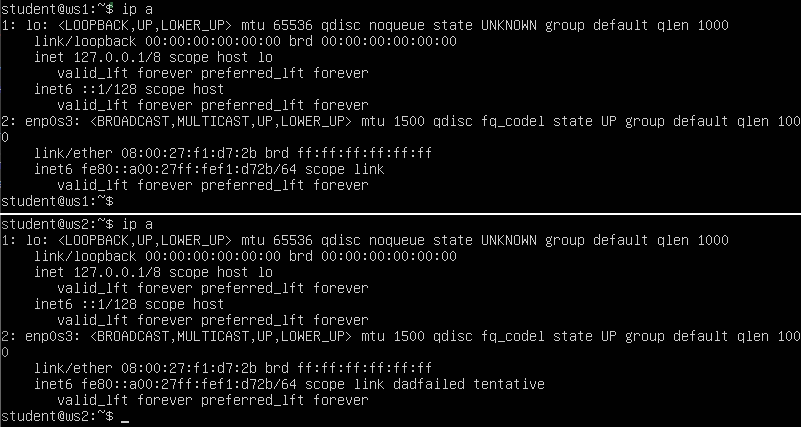 student@ws1:~$ ip a
1: lo: <LOOPBACK,UP,LOWER_UP> mtu 65536 qdisc noqueue state UNKNOWN group default qlen 1000
    link/loopback 00:00:00:00:00:00 brd 00:00:00:00:00:00
    inet 127.0.0.1/8 scope host lo
       valid_lft forever preferred_lft forever
    inet6 ::1/128 scope host
       valid_lft forever preferred_lft forever
2: enp0s3: <BROADCAST,MULTICAST,UP,LOWER_UP> mtu 1500 qdisc fq_codel state UP group default qlen 100
0
    link/ether 08:00:27:f1:d7:2b brd ff:ff:ff:ff:ff:ff
    inet6 fe80::a00:27ff:fef1:d72b/64 scope link
       valid_lft forever preferred_lft forever
student@ws1:~$
student@ws2:~$ ip a
1: lo: <LOOPBACK,UP,LOWER_UP> mtu 65536 qdisc noqueue state UNKNOWN group default qlen 1000
    link/loopback 00:00:00:00:00:00 brd 00:00:00:00:00:00
    inet 127.0.0.1/8 scope host lo
       valid_lft forever preferred_lft forever
    inet6 ::1/128 scope host
       valid_lft forever preferred_lft forever
2: enp0s3: <BROADCAST,MULTICAST,UP,LOWER_UP> mtu 1500 qdisc fq_codel state UP group default qlen 100
0
    link/ether 08:00:27:f1:d7:2b brd ff:ff:ff:ff:ff:ff
    inet6 fe80::a00:27ff:fef1:d72b/64 scope link dadfailed tentative
       valid_lft forever preferred_lft forever
student@ws2:~$ _